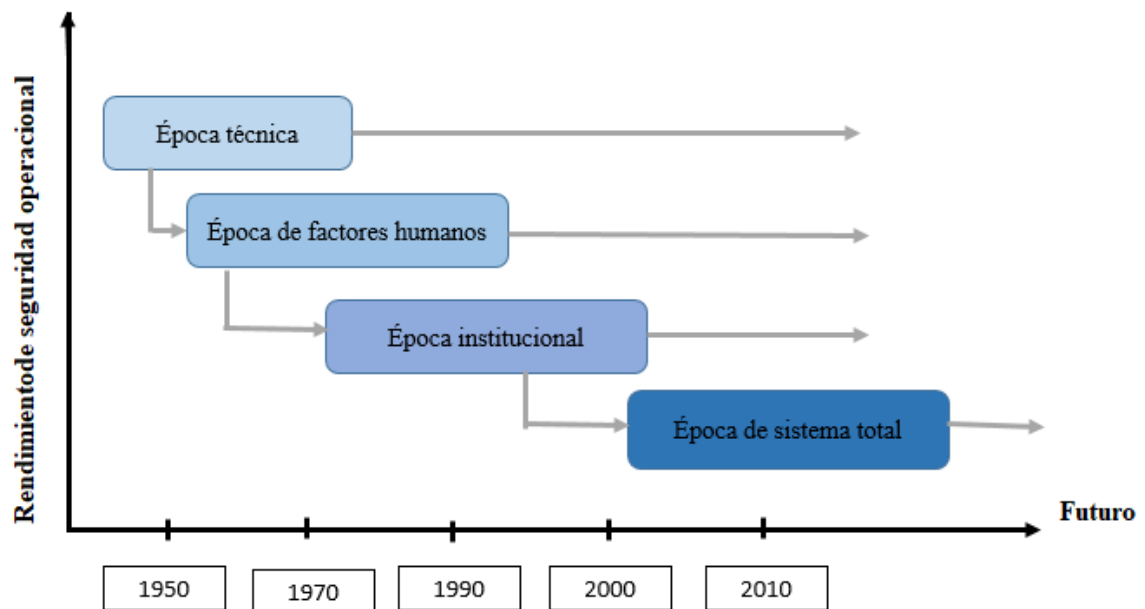 Rendimientode seguridad operacional
Época técnica
Época de factores humanos
Época institucional
Época de sistema total
Futuro
1950
1970
1990
2000
2010